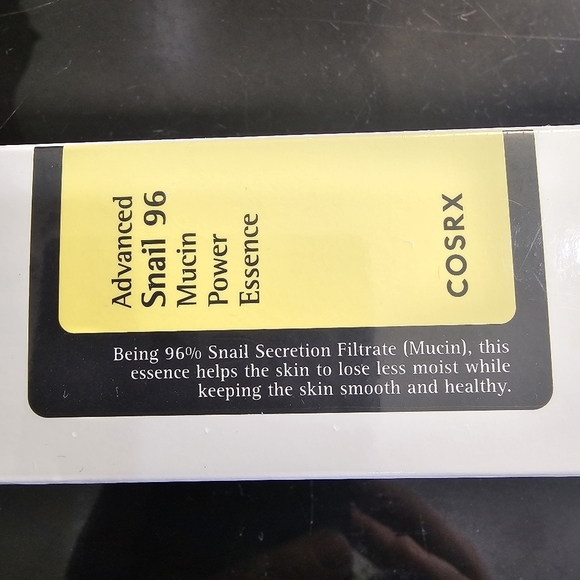 Advanced
Snail 96
Mucin
Power
Essence
COSRX
Being 96% Snail Secretion Filtrate (Mucin), this
essence helps the skin to lose less moist while
keeping the skin smooth and healthy.